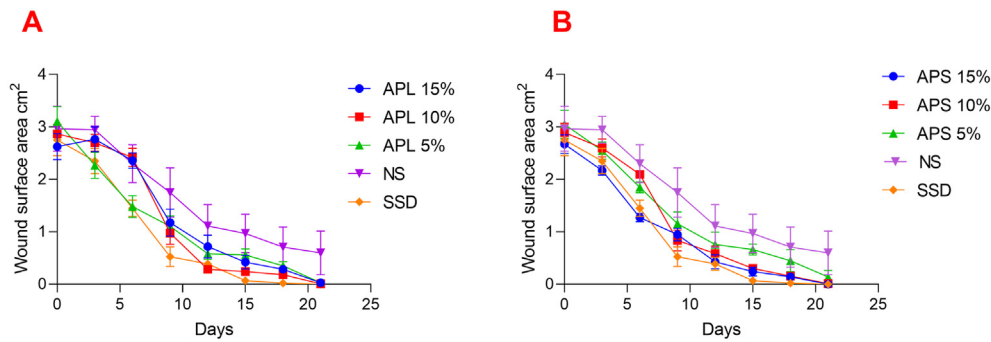 A
Wound surface area cm2
4
3
2
1
0
0 5 10 15 20 25
Days
APL 15%
APL 10%
APL 5%
NS
SSD
B
Wound surface area cm2
4
3
2
1
0
0 5 10 15 20 25
Days
APS 15%
APS 10%
APS 5%
NS
SSD